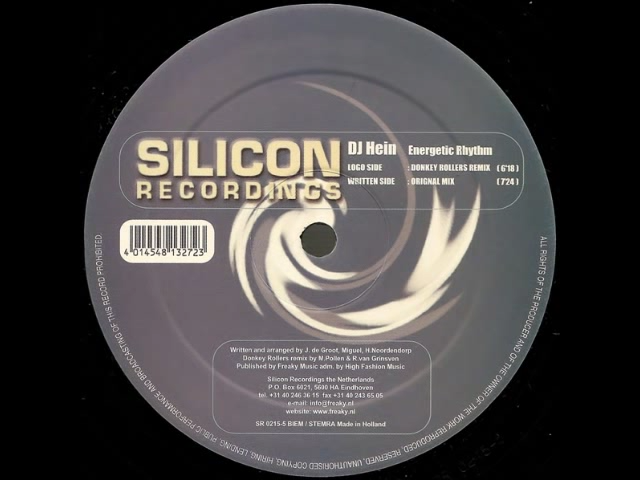 SILICON
RECORDINGS
DJ Hein Energetic Rhythm
LOGO SIDE : DONKEY ROLLERS REMIX ( 6'18 )
WRITTEN SIDE : ORIGNAL MIX ( 7'24 )
4 014548 132723
Written and arranged by J. de Groot, Miguel, H.Noordendorp
Donkey Rollers remix by N.Pollen & R.van Grinsven
Published by Freaky Music adm. by High Fashion Music
Silicon Recordings the Netherlands
P.O. Box 6021, 5600 HA Eindhoven
tel. +31 40 246 36 15 fax +31 40 243 65 05
e-mail: info@freaky.nl
website: www.freaky.nl
SR 0215-5 BIEM / STEMRA Made in Holland
ALL RIGHTS OF THE PRODUCER AND OF THE OWNER OF THE WORK REPRODUCED, RESERVED, UNAUTHORISED COPYING, HIRING, LENDING, PUBLIC PERFORMANCE AND BROADCASTING OF THIS RECORD PROHIBITED.